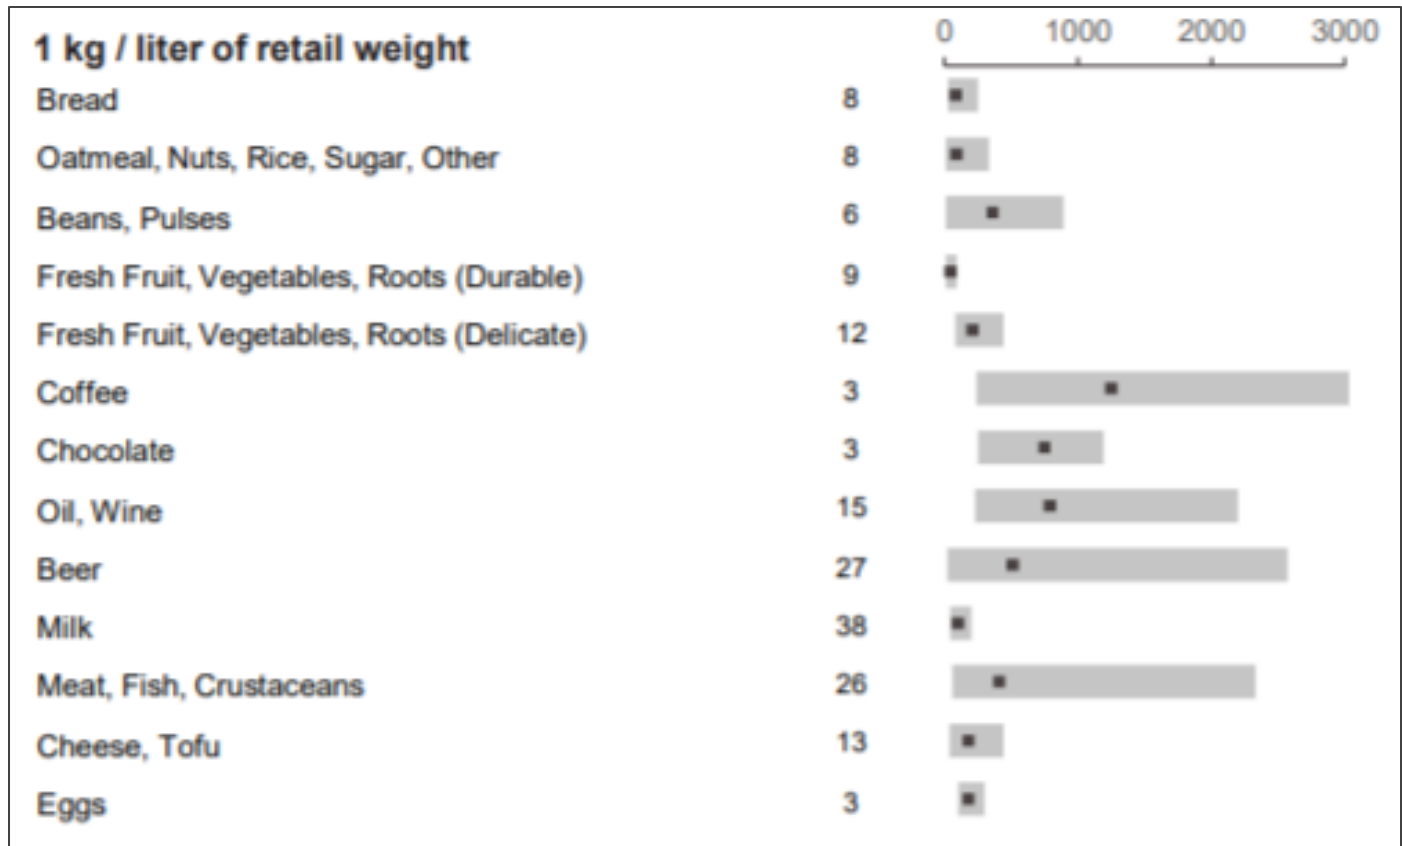 0 1000 2000 3000
1 kg / liter of retail weight
Bread 8
Oatmeal, Nuts, Rice, Sugar, Other 8
Beans, Pulses 6
Fresh Fruit, Vegetables, Roots (Durable) 9
Fresh Fruit, Vegetables, Roots (Delicate) 12
Coffee 3
Chocolate 3
Oil, Wine 15
Beer 27
Milk 38
Meat, Fish, Crustaceans 26
Cheese, Tofu 13
Eggs 3